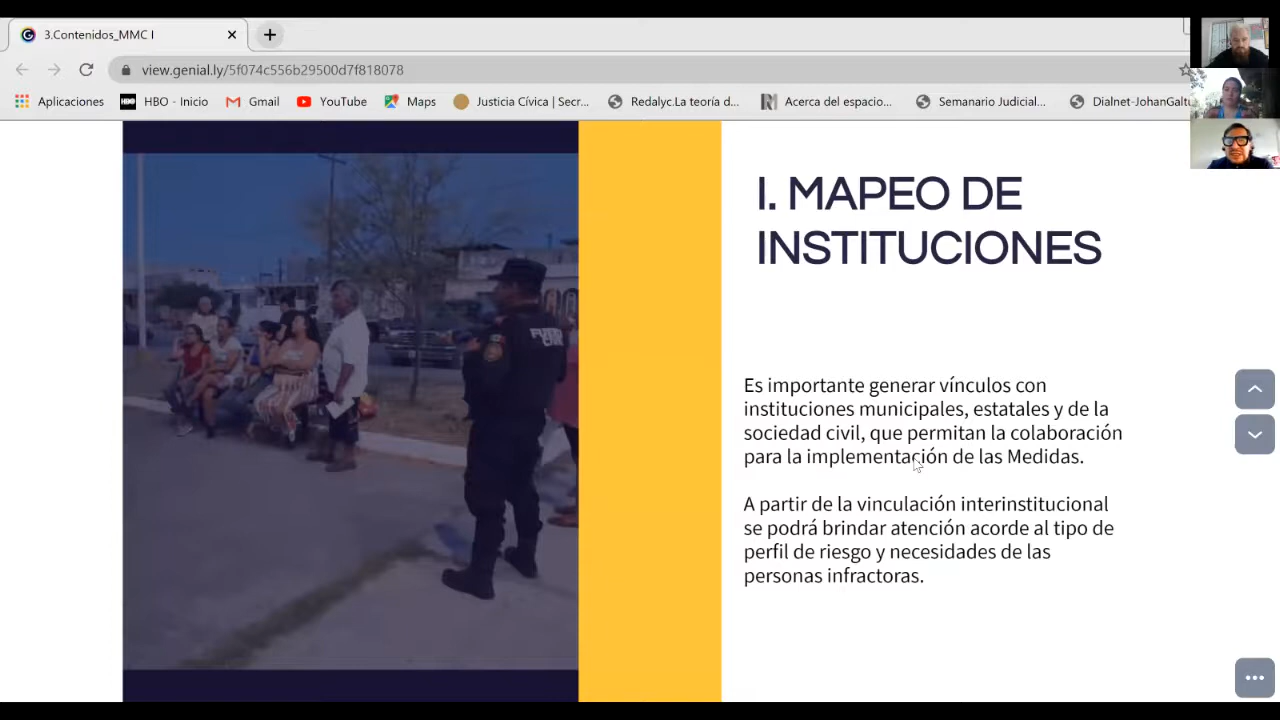 3.Contenidos_MMC I
view.genial.ly/5f074c556b29500d7f818078
Aplicaciones
HBO
HBO - Inicio
Gmail
YouTube
Maps
Justicia Cívica | Secr...
Redalyc.La teoría d...
Acerca del espacio...
Semanario Judicial...
Dialnet-JohanGaltu
I. MAPEO DE
INSTITUCIONES
Es importante generar vínculos con
instituciones municipales, estatales y de la
sociedad civil, que permitan la colaboración
para la implementación de las Medidas.
A partir de la vinculación interinstitucional
se podrá brindar atención acorde al tipo de
perfil de riesgo y necesidades de las
personas infractoras.